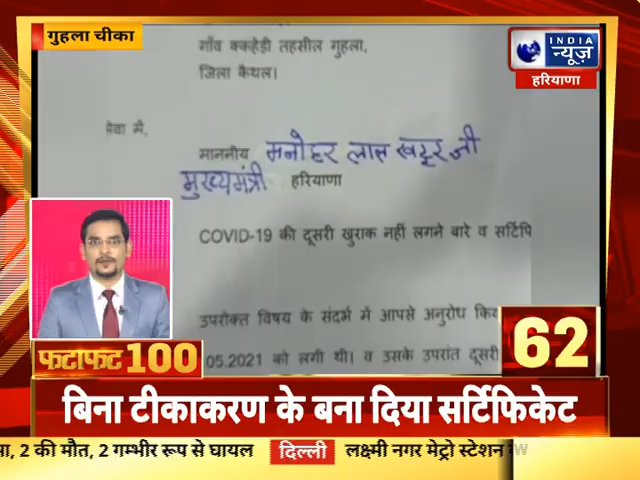 गुहला चीका
INDIA
न्यूज़
हरियाणा
गाँव क्कहेड़ी तहसील गुहला,
जिला कैथल।
सेवा में,
माननीय मनोहर लाल खट्टर जी
मुख्यमंत्री हरियाणा
COVID-19 की दूसरी खुराक नहीं लगने बारे व सर्टिफि
उपरोक्त विषय के संदर्भ में आपसे अनुरोध
05.2021 को लगी थी। व उसके उपरांत दूसरी
फटाफट 100
62
बिना टीकाकरण के बना दिया सर्टिफिकेट
2 की मौत, 2 गम्भीर रूप से घायल दिल्ली लक्ष्मी नगर मेट्रो स्टेशन